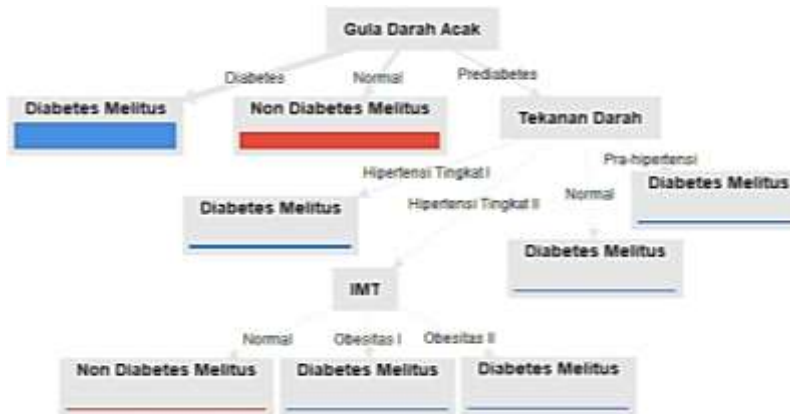 Gula Darah Acak
Diabetes
Normal
Prediabetes
Diabetes Melitus
Non Diabetes Melitus
Tekanan Darah
Hipertensi Tingkat I
Hipertensi Tingkat II
Normal
Pra-hipertensi
Diabetes Melitus
Diabetes Melitus
Diabetes Melitus
IMT
Normal
Obesitas I
Obesitas II
Non Diabetes Melitus
Diabetes Melitus
Diabetes Melitus